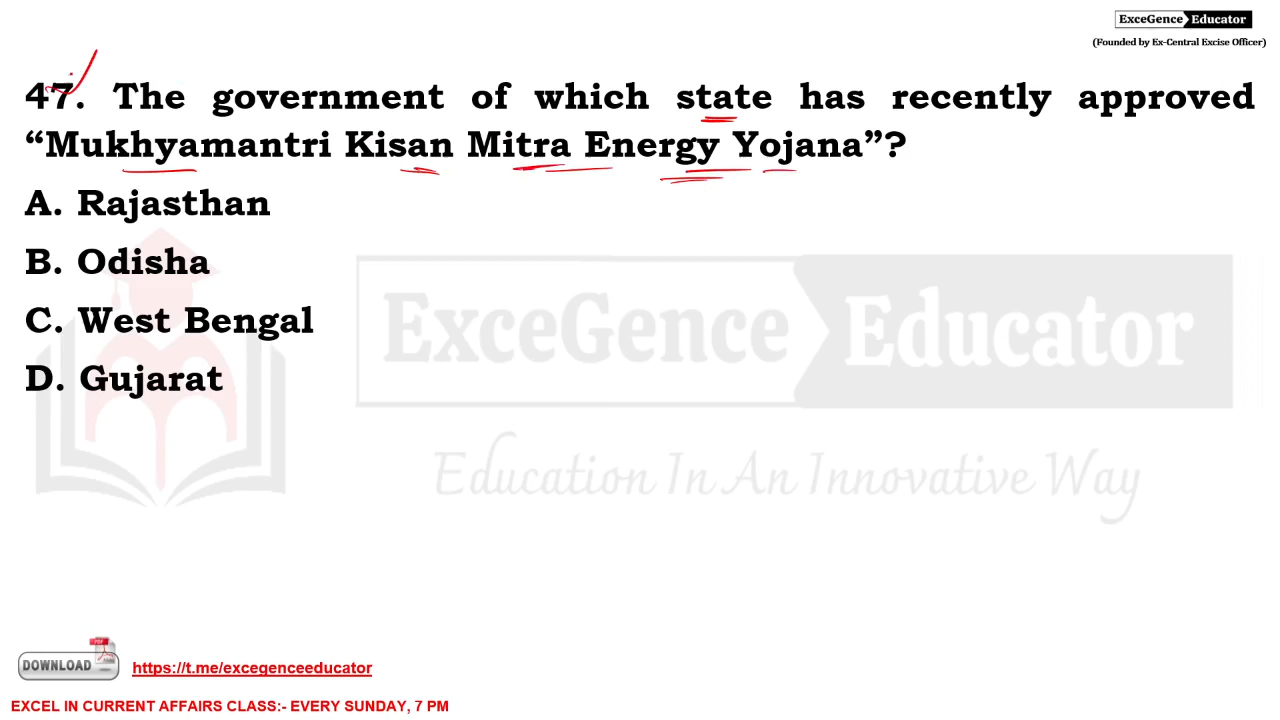 ExceGence Educator
(Founded by Ex-Central Excise Officer)
47. The government of which state has recently approved
“Mukhyamantri Kisan Mitra Energy Yojana”?
A. Rajasthan
B. Odisha
C. West Bengal
D. Gujarat
ExceGence Educator
Education In An Innovative Way
PDF
DOWNLOAD
https://t.me/excegenceeducator
EXCEL IN CURRENT AFFAIRS CLASS:- EVERY SUNDAY, 7 PM